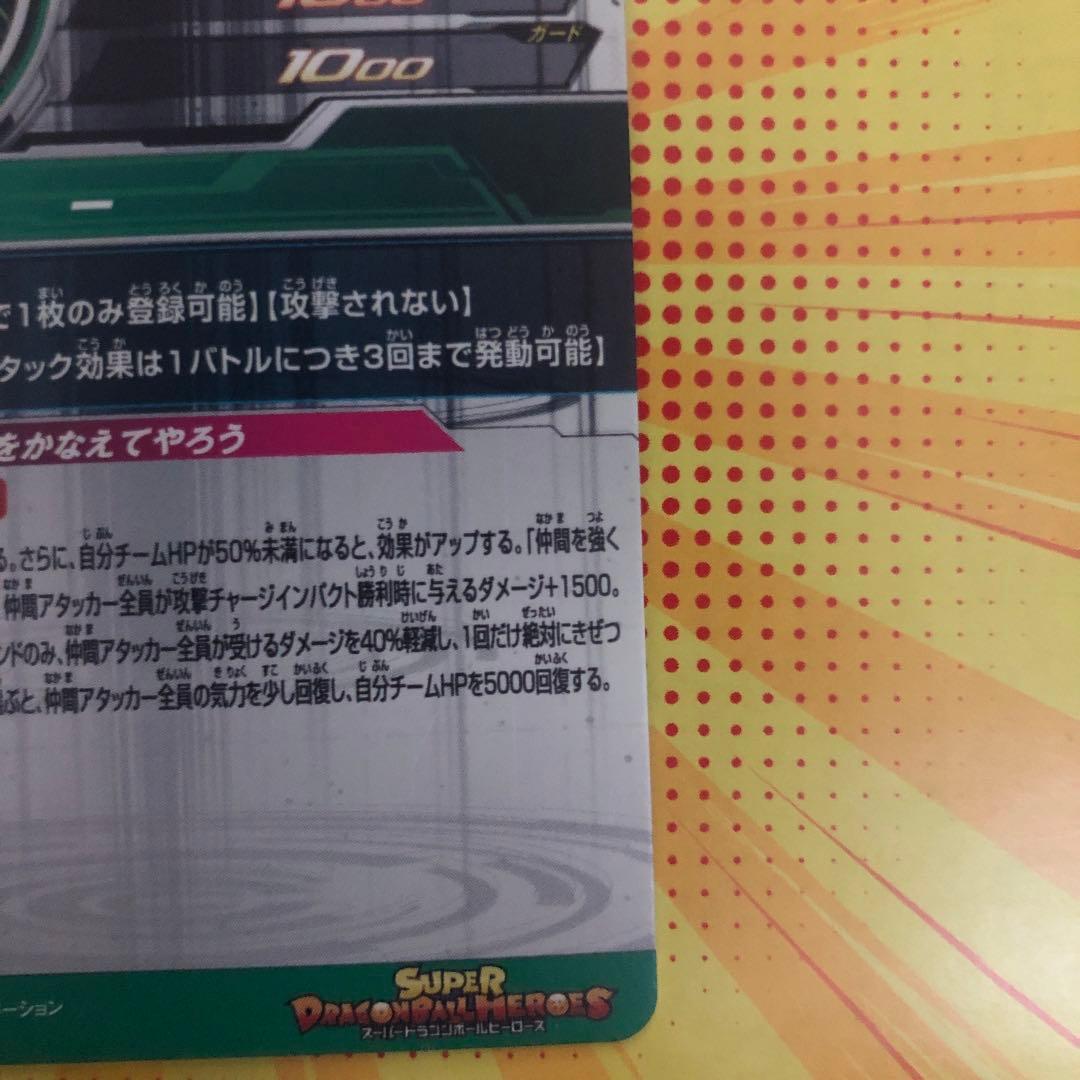 ガード
1000
で1枚のみ登録可能】【攻撃されない】
タック効果は1バトルにつき3回まで発動可能】
をかなえてやろう
る。さらに、自分チームHPが50%未満になると、効果がアップする。「仲間を強く
仲間アタッカー全員が攻撃チャージインパクト勝利時に与えるダメージ+1500。
ンドのみ、仲間アタッカー全員が受けるダメージを40%軽減し、1回だけ絶対にきぜつ
ぶと、仲間アタッカー全員の気力を少し回復し、自分チームHPを5000回復する。
ーション
SUPER
DRAGONBALL HEROES
スーパードラゴンボールヒーローズ